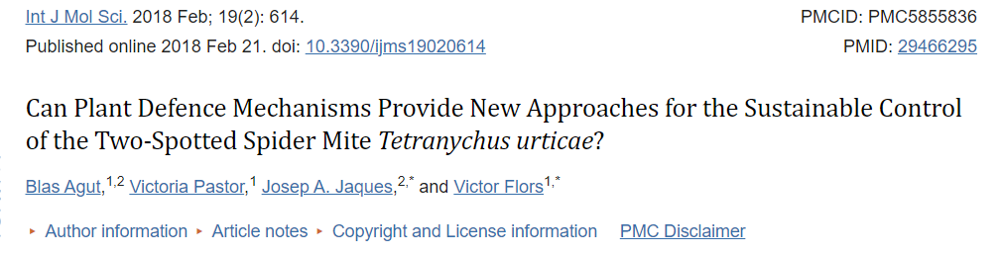 Int J Mol Sci. 2018 Feb; 19(2): 614.
PMCID: PMC5855836
Published online 2018 Feb 21. doi: 10.3390/ijms19020614
PMID: 29466295
Can Plant Defence Mechanisms Provide New Approaches for the Sustainable Control
of the Two-Spotted Spider Mite Tetranychus urticae?
Blas Agut,1,2 Victoria Pastor,1 Josep A. Jaques,2,* and Victor Flors1,*
▸ Author information ▸ Article notes ▸ Copyright and License information PMC Disclaimer